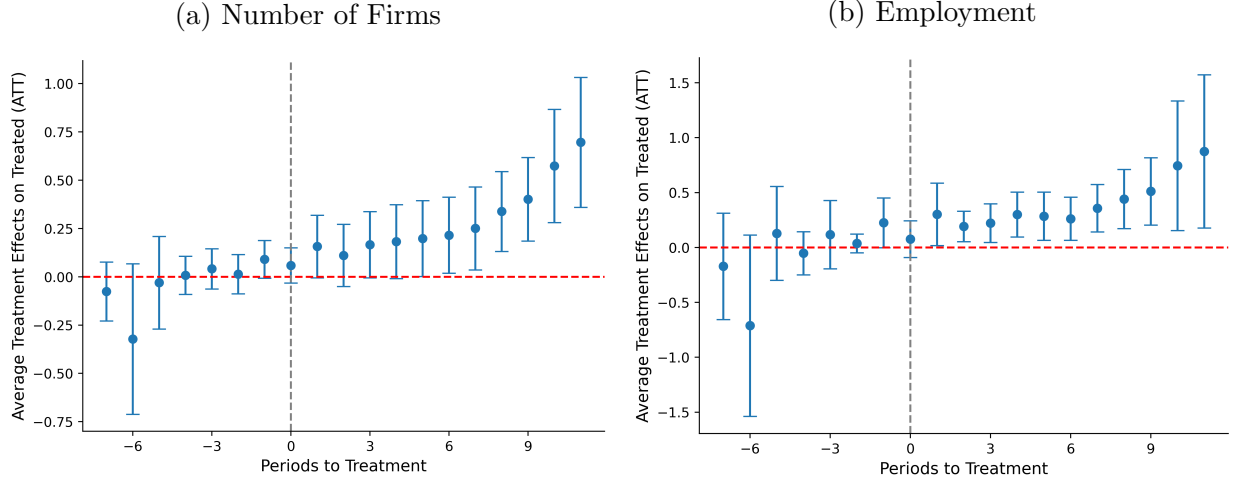 (a) Number of Firms
Average Treatment Effects on Treated (ATT)
1.00
0.75
0.50
0.25
0.00
−0.25
−0.50
−0.75
−6 −3 0 3 6 9
Periods to Treatment
(b) Employment
Average Treatment Effects on Treated (ATT)
1.5
1.0
0.5
0.0
−0.5
−1.0
−1.5
−6 −3 0 3 6 9
Periods to Treatment